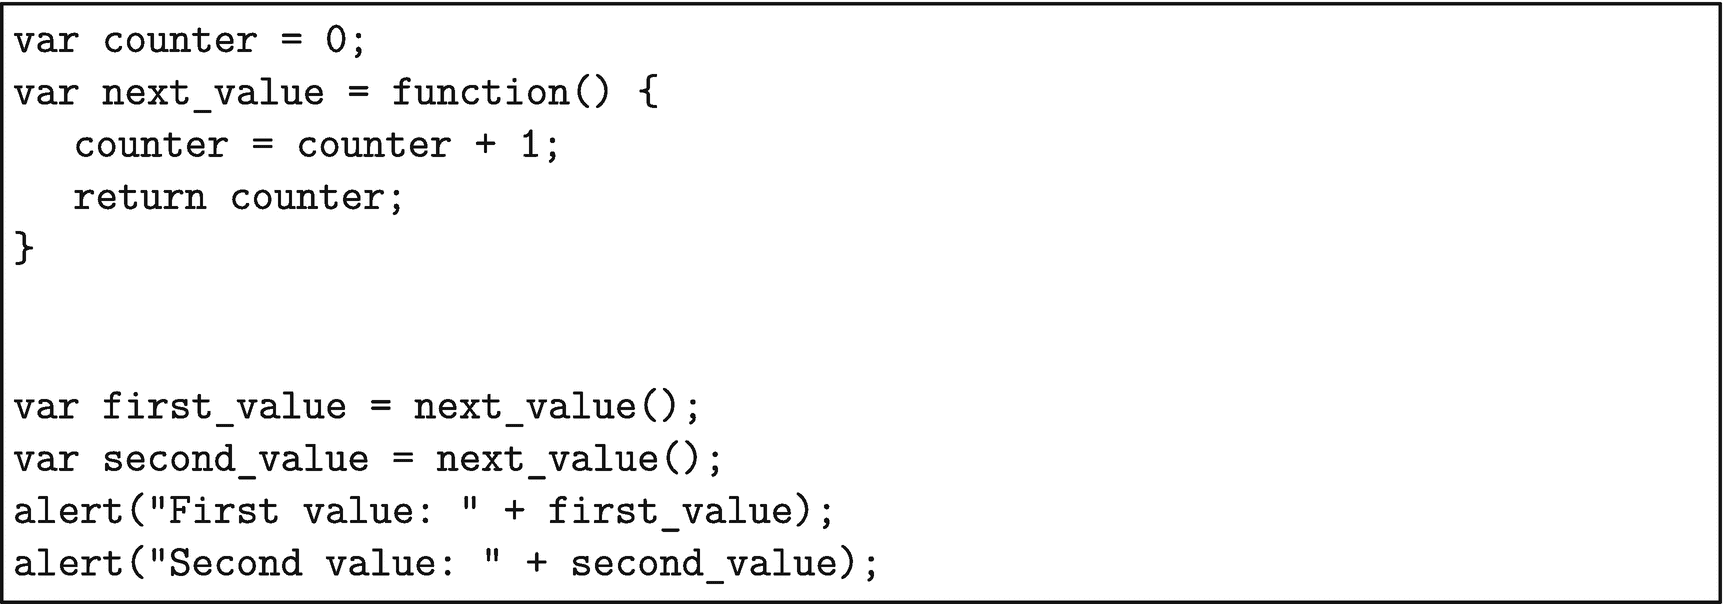 var counter = 0;
var next_value = function() {
   counter = counter + 1;
   return counter;
}
var first_value = next_value();
var second_value = next_value();
alert("First value: " + first_value);
alert("Second value: " + second_value);